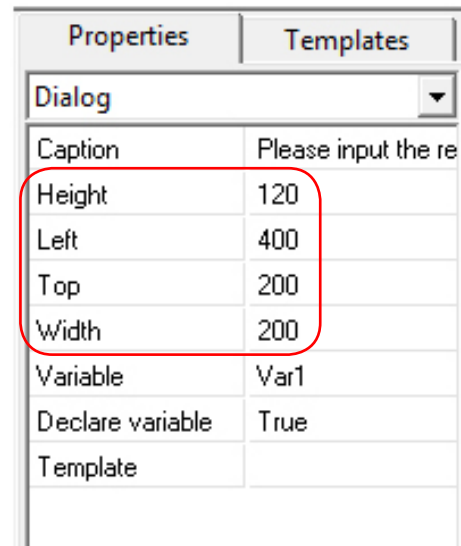 Properties Templates
Dialog
Caption Please input the re
Height 120
Left 400
Top 200
Width 200
Variable Var1
Declare variable True
Template